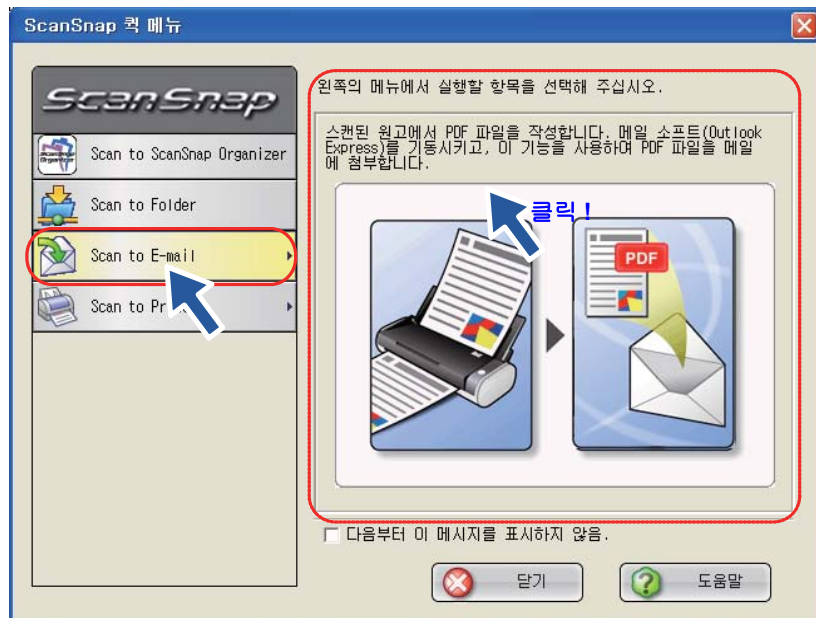 ScanSnap 퀵 메뉴
ScanSnap
Scan to ScanSnap Organizer
Scan to Folder
Scan to E-mail
Scan to Pr
왼쪽의 메뉴에서 실행할 항목을 선택해 주십시오.
스캔된 원고에서 PDF 파일을 작성합니다. 메일 소프트(Outlook
Express)를 기동시키고, 이 기능을 사용하여 PDF 파일을 메일
에 첨부합니다.
클릭 !
PDF
다음부터 이 메시지를 표시하지 않음.
닫기
도움말